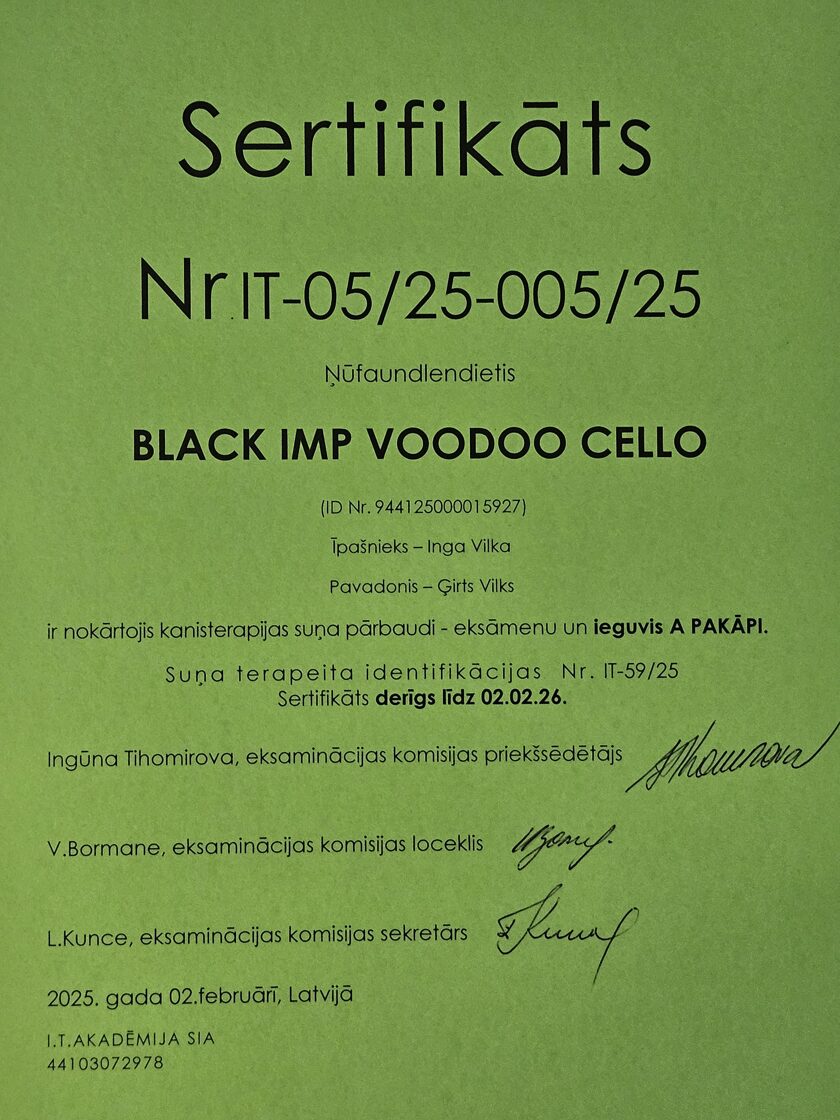 Sertifikāts
Nr.IT-05/25-005/25
Ņūfaundlendietis
BLACK IMP VOODOO CELLO
(ID Nr. 944125000015927)
Īpašnieks – Inga Vilka
Pavadonis – Ģirts Vilks
ir nokārtojis kanisterapijas suņa pārbaudi - eksāmenu un ieguvis A PAKĀPI.
Suņa terapeita identifikācijas Nr. IT-59/25
Sertifikāts derīgs līdz 02.02.26.
Ingūna Tihomirova, eksaminācijas komisijas priekšsēdētājs
V.Bormane, eksaminācijas komisijas loceklis
L.Kunce, eksaminācijas komisijas sekretārs
2025. gada 02.februārī, Latvijā
I.T.AKADĒMIJA SIA
44103072978